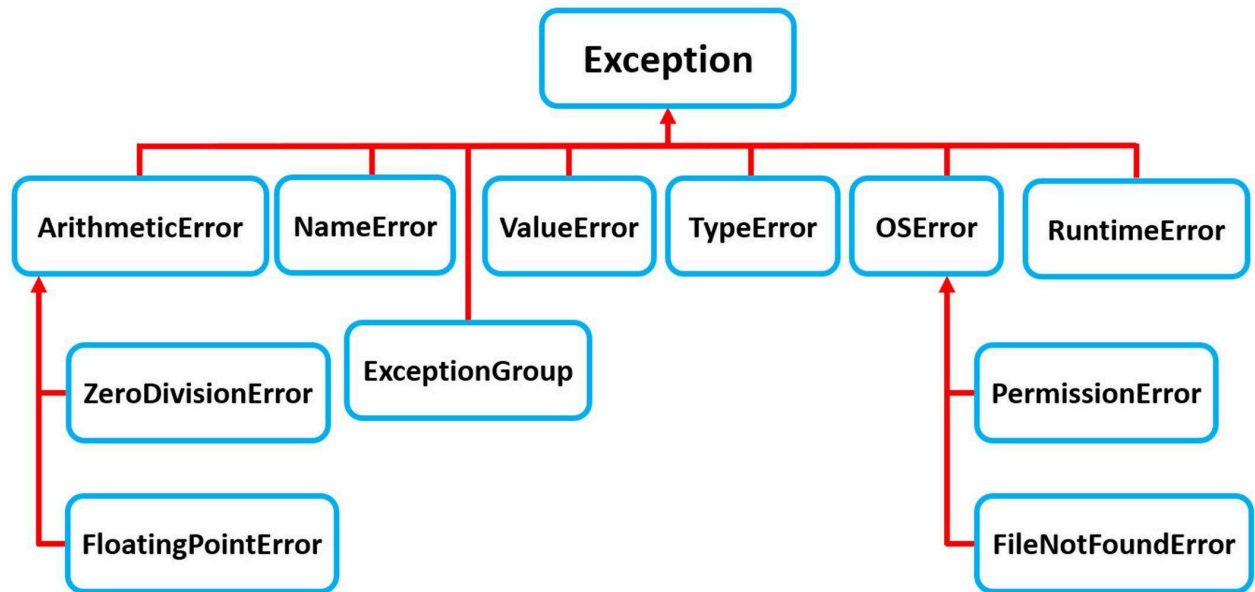 Exception
ArithmeticError
NameError
ValueError
TypeError
OSError
RuntimeError
ZeroDivisionError
ExceptionGroup
PermissionError
FloatingPointError
FileNotFoundError